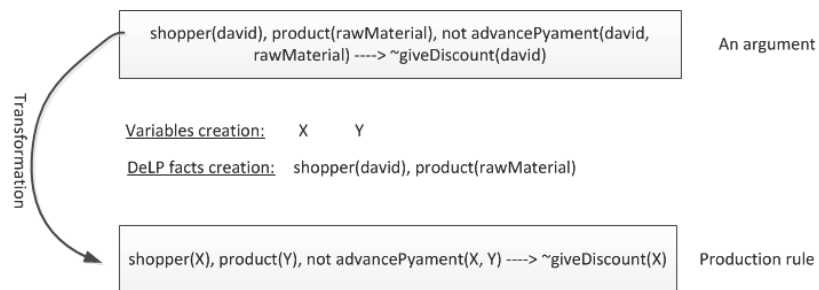 shopper(david), product(rawMaterial), not advancePyament(david,
rawMaterial) ----> ~giveDiscount(david)
An argument
Transformation
Variables creation: X Y
DeLP facts creation: shopper(david), product(rawMaterial)
shopper(X), product(Y), not advancePyament(X, Y) ----> ~giveDiscount(X)
Production rule